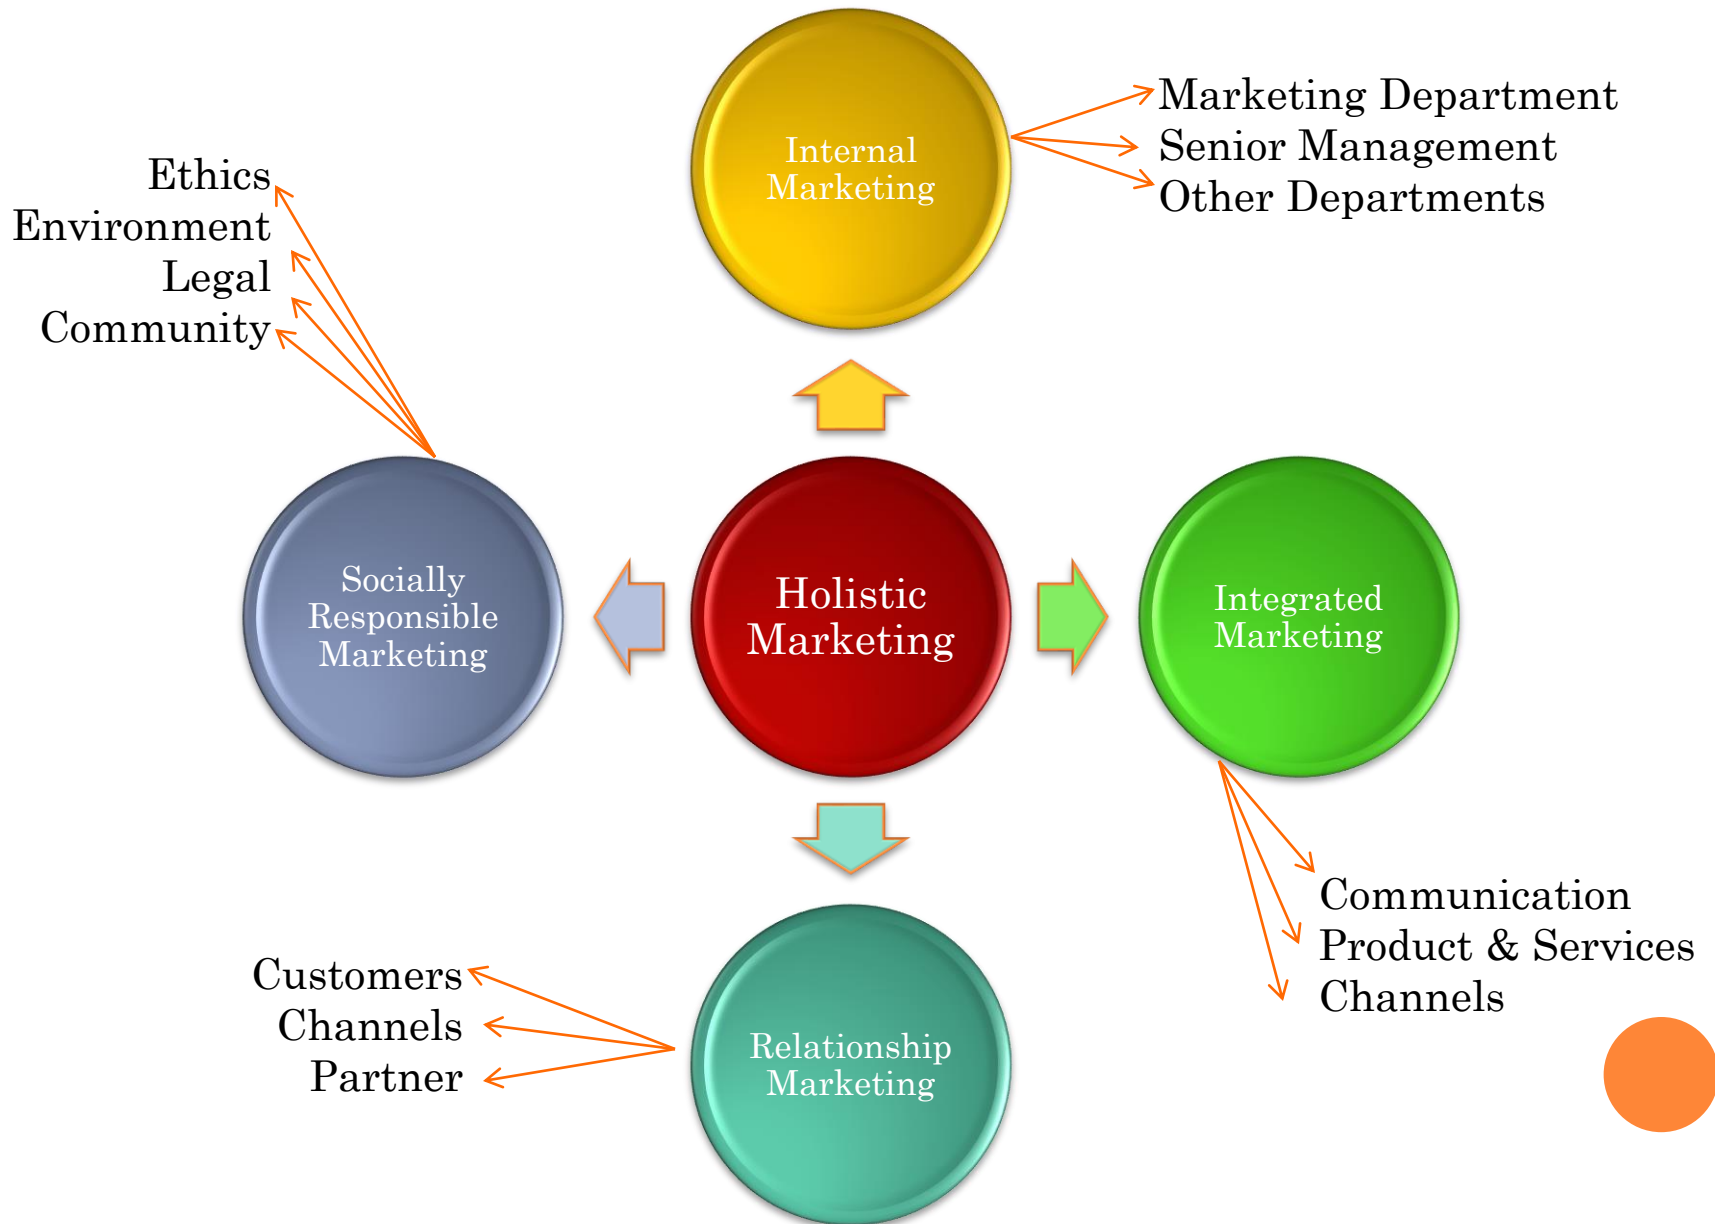 Internal
Marketing
Marketing Department
Senior Management
Other Departments
Ethics
Environment
Legal
Community
Socially
Responsible
Marketing
Holistic
Marketing
Integrated
Marketing
Communication
Product & Services
Channels
Customers
Channels
Partner
Relationship
Marketing